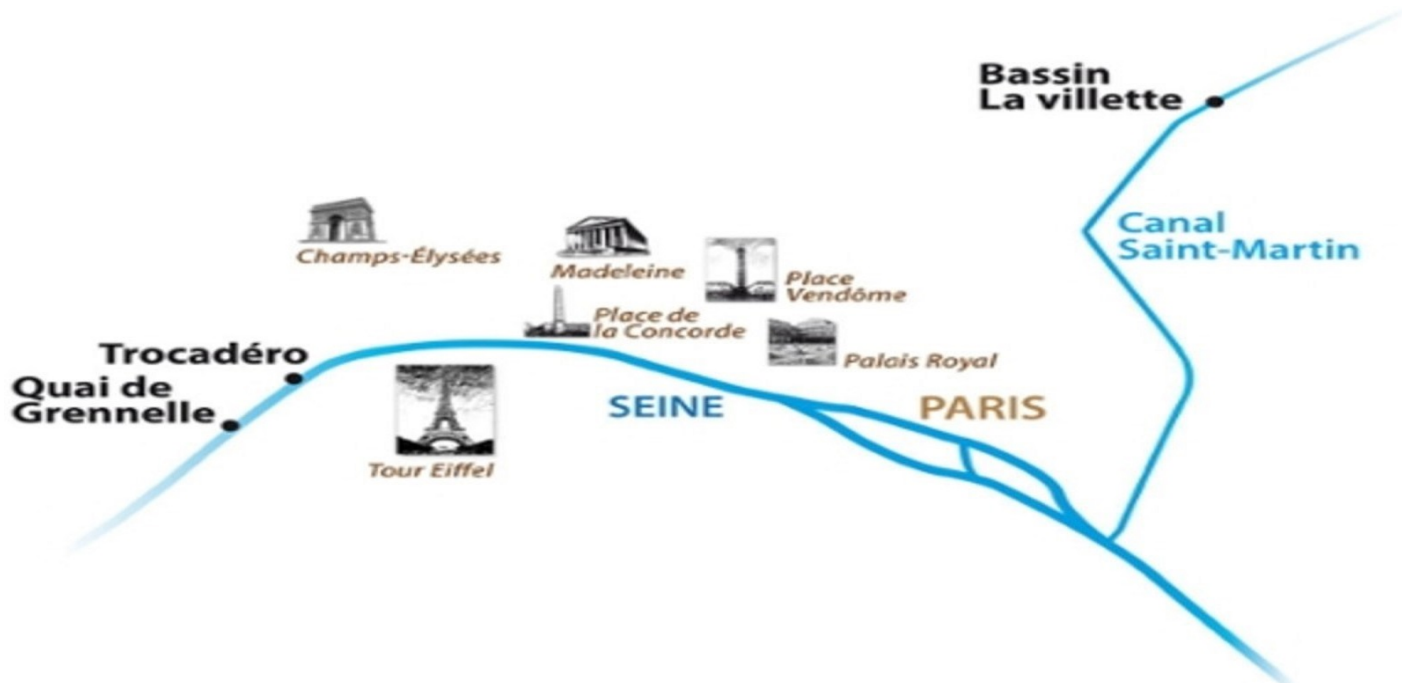 Bassin
La villette
Canal
Saint-Martin
Champs-Élysées
Madeleine
Place
Vendôme
Place de
la Concorde
Trocadéro
Palais Royal
Quai de
Grennelle
SEINE
PARIS
Tour Eiffel